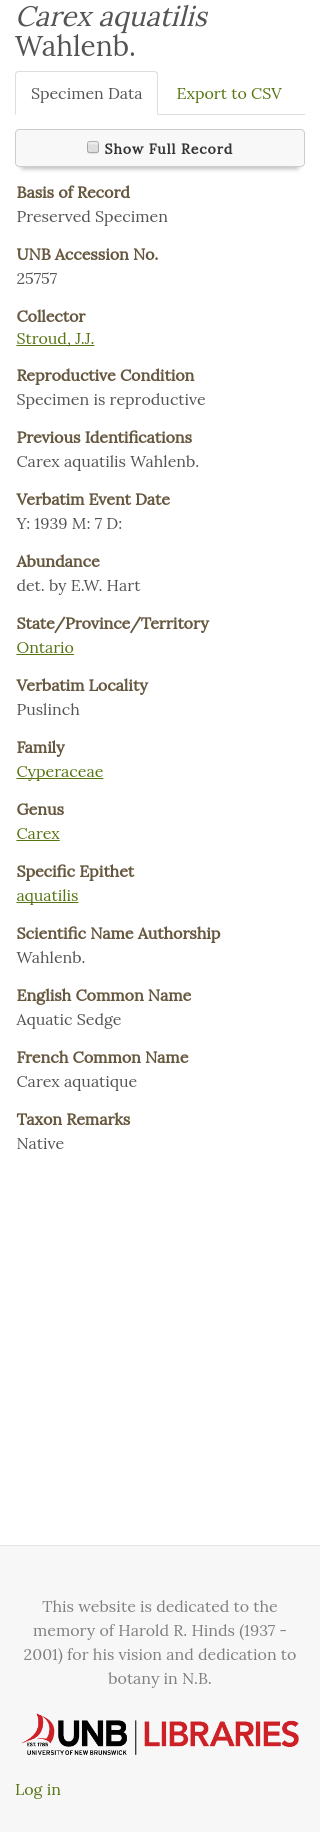 Carex aquatilis
Wahlenb.
Specimen Data
Export to CSV
Show Full Record
Basis of Record
Preserved Specimen
UNB Accession No.
25757
Collector
Stroud, J.J.
Reproductive Condition
Specimen is reproductive
Previous Identifications
Carex aquatilis Wahlenb.
Verbatim Event Date
Y: 1939 M: 7 D:
Abundance
det. by E.W. Hart
State/Province/Territory
Ontario
Verbatim Locality
Puslinch
Family
Cyperaceae
Genus
Carex
Specific Epithet
aquatilis
Scientific Name Authorship
Wahlenb.
English Common Name
Aquatic Sedge
French Common Name
Carex aquatique
Taxon Remarks
Native
This website is dedicated to the
memory of Harold R. Hinds (1937 -
2001) for his vision and dedication to
botany in N.B.
EST. 1785 UNB LIBRARIES
UNIVERSITY OF NEW BRUNSWICK
Log in